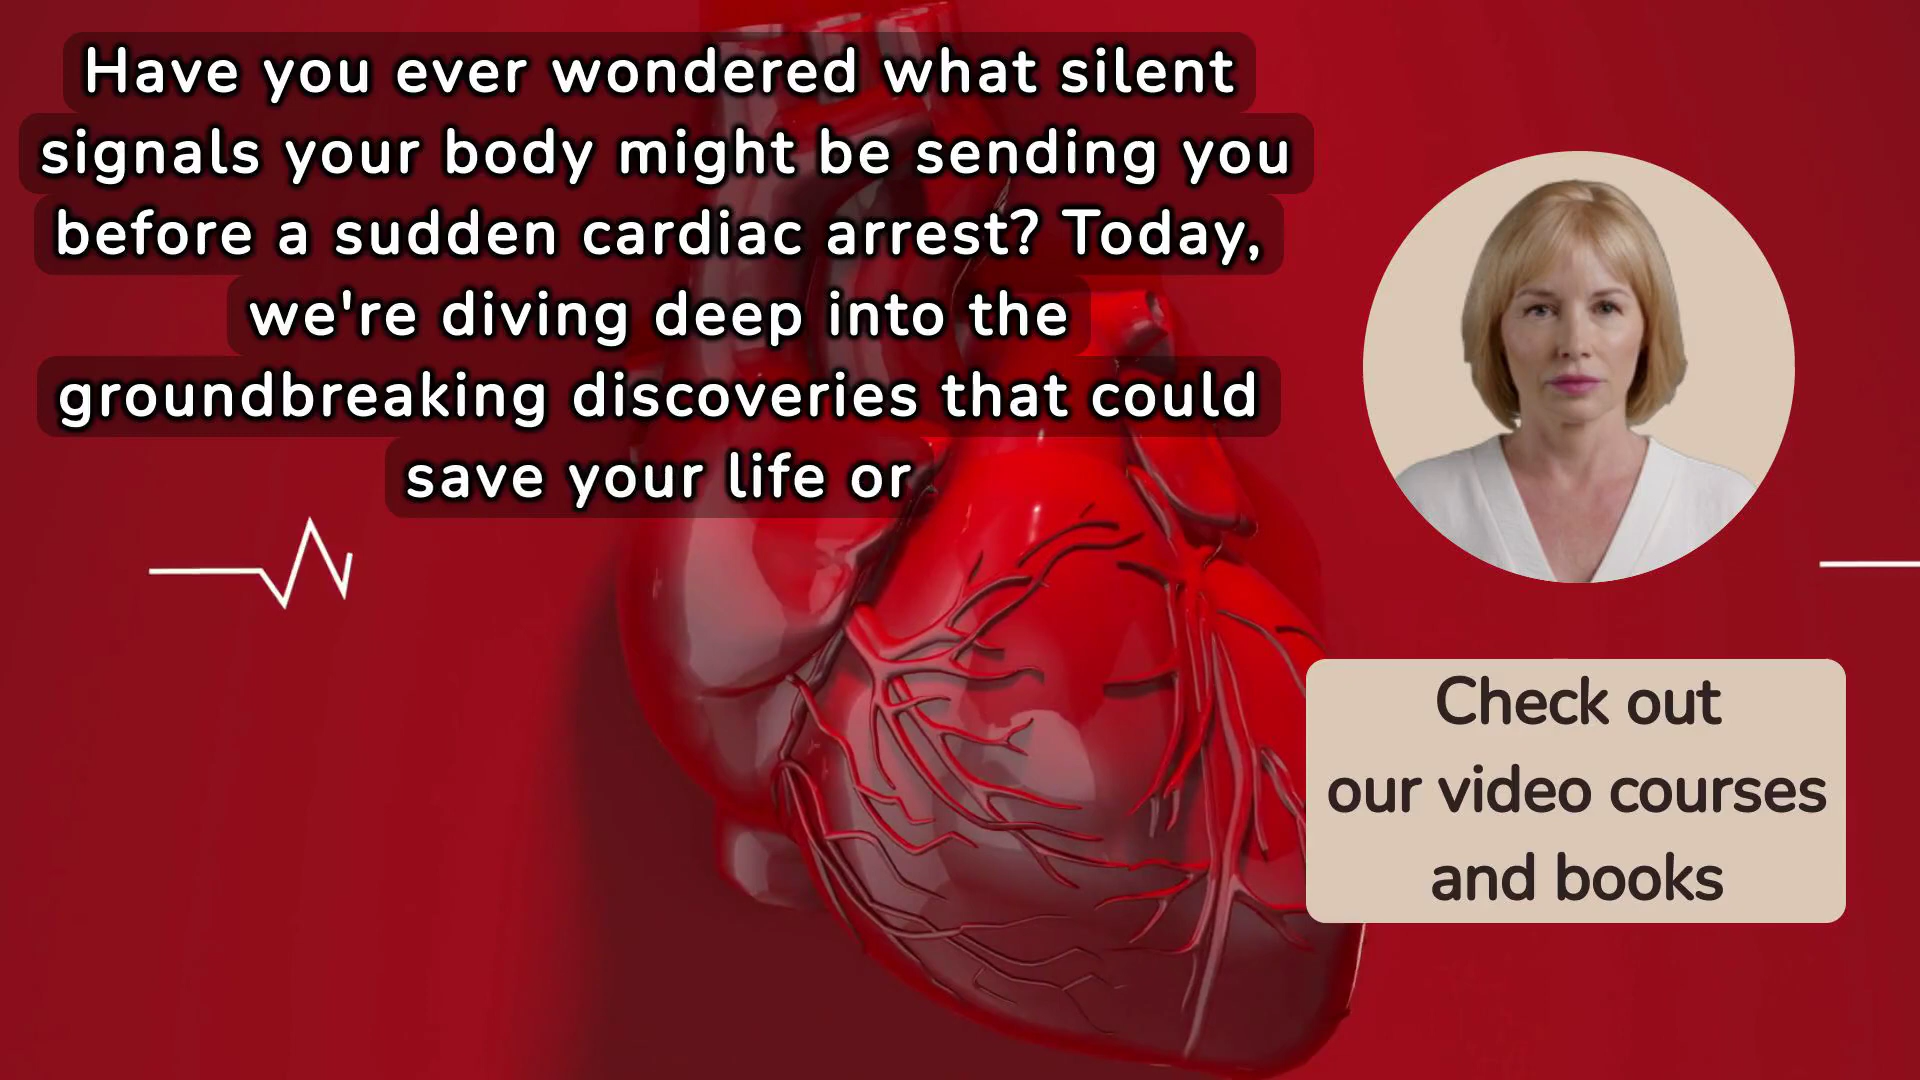 Have you ever wondered what silent
signals your body might be sending you
before a sudden cardiac arrest? Today,
we're diving deep into the
groundbreaking discoveries that could
save your life or
Check out
our video courses
and books